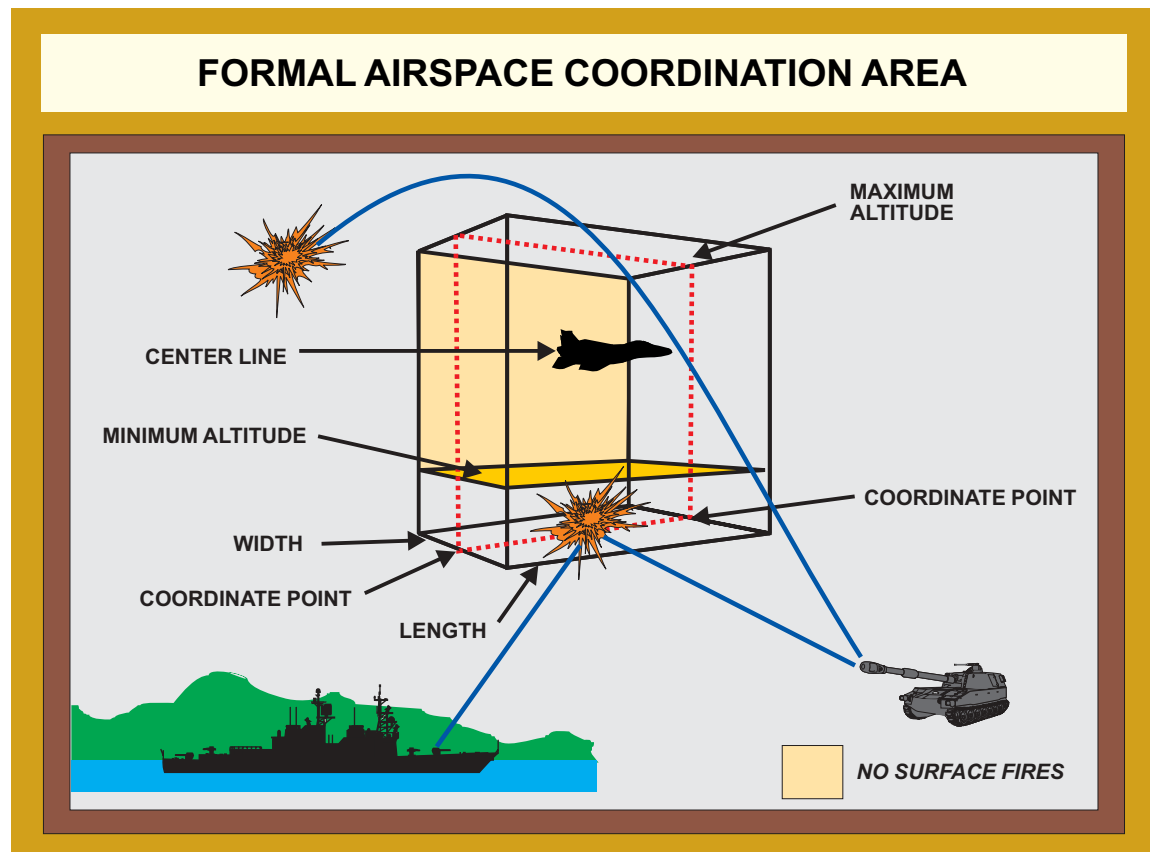 FORMAL AIRSPACE COORDINATION AREA
MAXIMUM
ALTITUDE
CENTER LINE
MINIMUM ALTITUDE
COORDINATE POINT
WIDTH
COORDINATE POINT
LENGTH
NO SURFACE FIRES